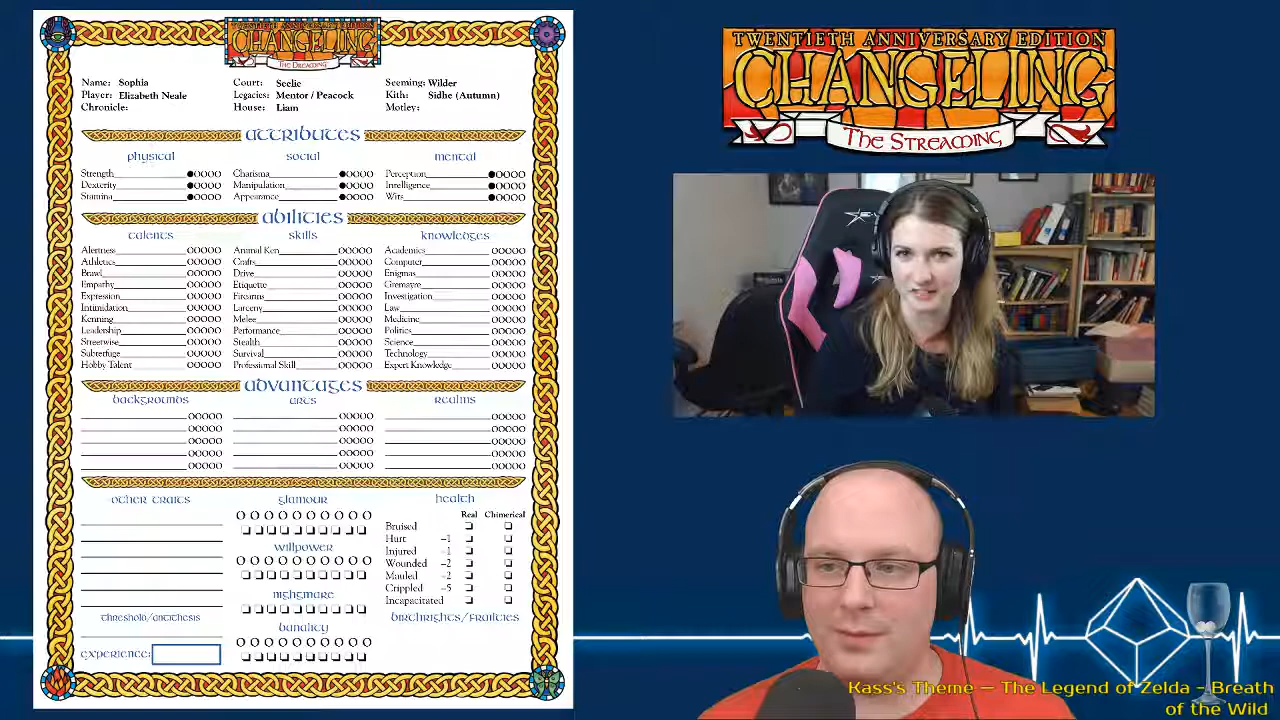 TWENTIETH ANNIVERSARY EDITION
CHANGELING
The Dreaming
Name: Sophia
Player: Elizabeth Neale
Chronicle:
Court: Seelie
Legacies: Mentor / Peacock
House: Liam
Seeming: Wilder
Kith: Sidhe (Autumn)
Motley:
attributes
physical
Strength
Dexterity
Stamina
social
Charisma
Manipulation
Appearance
mental
Perception
Intelligence
Wits
abilities
talents
Alertness
Athletics
Brawl
Empathy
Expression
Intimidation
Kenning
Leadership
Streetwise
Subterfuge
Hobby Talent
skills
Animal Ken
Crafts
Drive
Etiquette
Firearms
Larceny
Melee
Performance
Stealth
Survival
Professional Skill
knowledges
Academics
Computer
Enigmas
Gremayre
Investigation
Law
Medicine
Politics
Science
Technology
Expert Knowledge
advantages
backgrounds
arts
realms
other traits
threshold/antithesis
experience:
glamour
willpower
nightmare
banality
health
Real Chimerical
Bruised
Hurt -1
Injured -1
Wounded -2
Mauled -2
Crippled -5
Incapacitated
birthrights/frailties
TWENTIETH ANNIVERSARY EDITION
CHANGELING
The Streaming
Kass's Theme – The Legend of Zelda - Breath
of the Wild